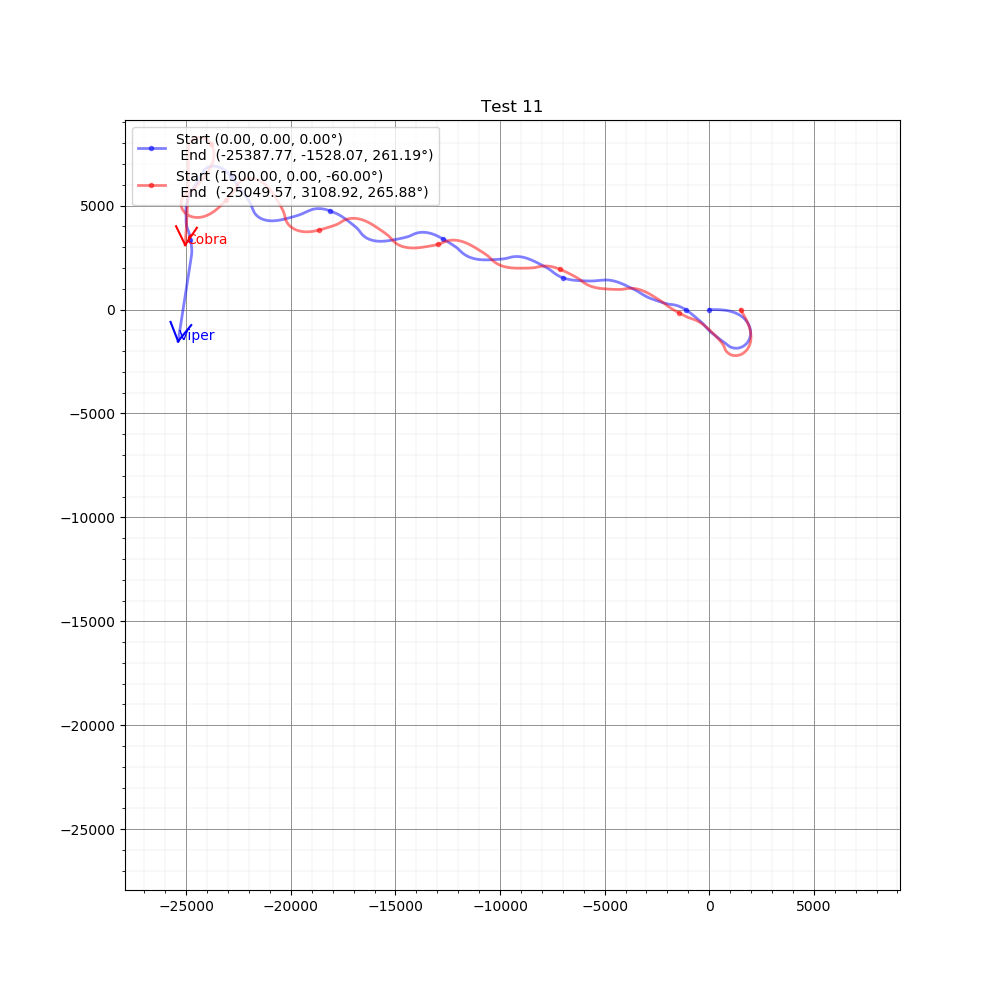 Test 11
Start (0.00, 0.00, 0.00°)
End (-25387.77, -1528.07, 261.19°)
Start (1500.00, 0.00, -60.00°)
End (-25049.57, 3108.92, 265.88°)
Cobra
Viper
5000
0
−5000
−10000
−15000
−20000
−25000
−25000 −20000 −15000 −10000 −5000 0 5000